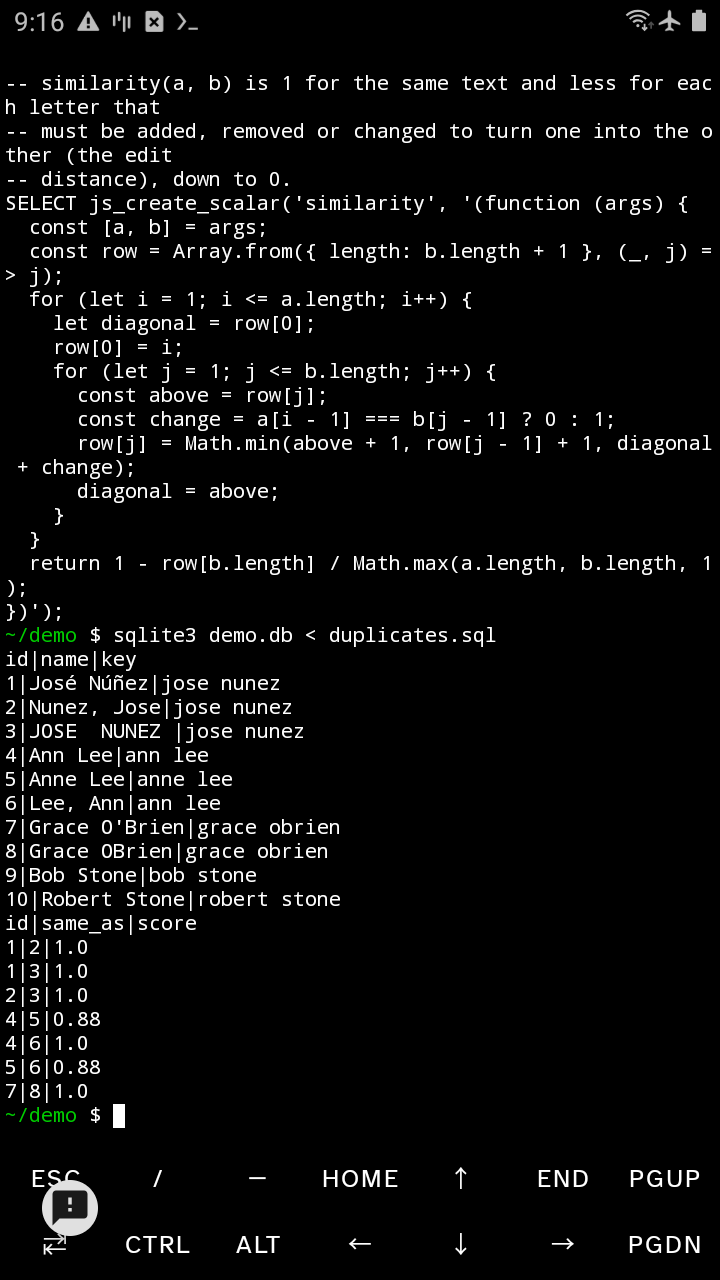 9:16
-- similarity(a, b) is 1 for the same text and less for eac
h letter that
-- must be added, removed or changed to turn one into the o
ther (the edit
-- distance), down to 0.
SELECT js_create_scalar('similarity', '(function (args) {
  const [a, b] = args;
  const row = Array.from({ length: b.length + 1 }, (_, j) =
> j);
  for (let i = 1; i <= a.length; i++) {
    let diagonal = row[0];
    row[0] = i;
    for (let j = 1; j <= b.length; j++) {
      const above = row[j];
      const change = a[i - 1] === b[j - 1] ? 0 : 1;
      row[j] = Math.min(above + 1, row[j - 1] + 1, diagonal
 + change);
      diagonal = above;
    }
  }
  return 1 - row[b.length] / Math.max(a.length, b.length, 1
);
})');
~/demo $ sqlite3 demo.db < duplicates.sql
id|name|key
1|José Núñez|jose nunez
2|Nunez, Jose|jose nunez
3|JOSE  NUNEZ |jose nunez
4|Ann Lee|ann lee
5|Anne Lee|anne lee
6|Lee, Ann|ann lee
7|Grace O'Brien|grace obrien
8|Grace OBrien|grace obrien
9|Bob Stone|bob stone
10|Robert Stone|robert stone
id|same_as|score
1|2|1.0
1|3|1.0
2|3|1.0
4|5|0.88
4|6|1.0
5|6|0.88
7|8|1.0
~/demo $
ESC / — HOME ↑ END PGUP
CTRL ALT ← ↓ → PGDN